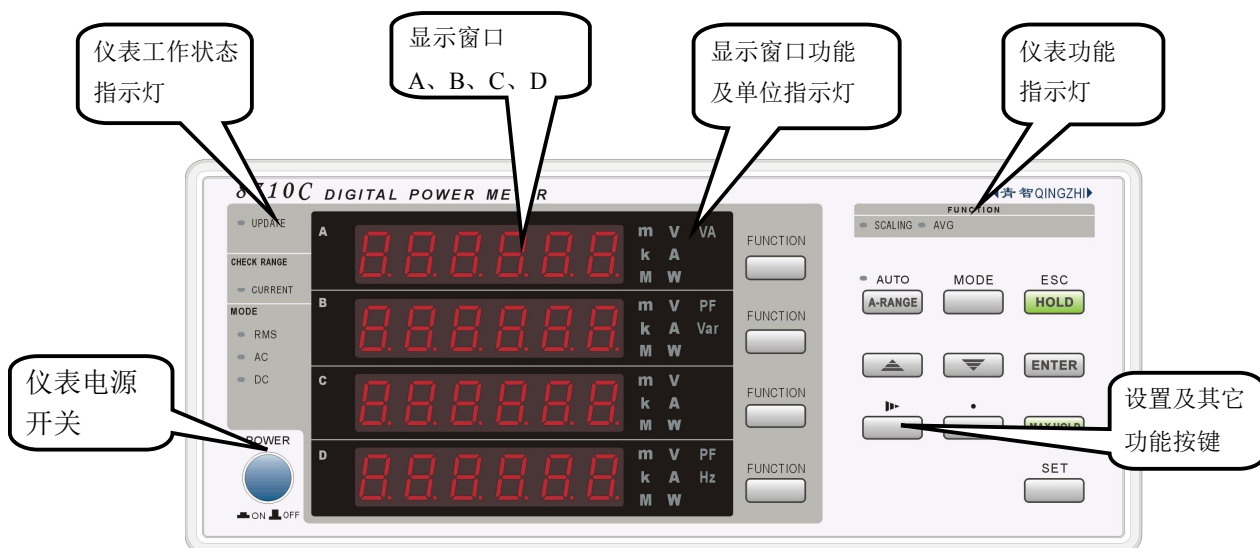 仪表工作状态
指示灯
显示窗口
A、B、C、D
显示窗口功能
及单位指示灯
仪表功能
指示灯
8710C DIGITAL POWER METER
青智QINGZHI
UPDATE
CHECK RANGE
CURRENT
MODE
RMS
AC
DC
A
m V VA
k A
M W
FUNCTION
B
m V PF
k A Var
M W
FUNCTION
C
m V
k A
M W
FUNCTION
D
m V PF
k A Hz
M W
FUNCTION
FUNCTION
SCALING AVG
AUTO MODE ESC
A-RANGE HOLD
ENTER
MAX HOLD
SET
仪表电源
开关
POWER
ON OFF
设置及其它
功能按键